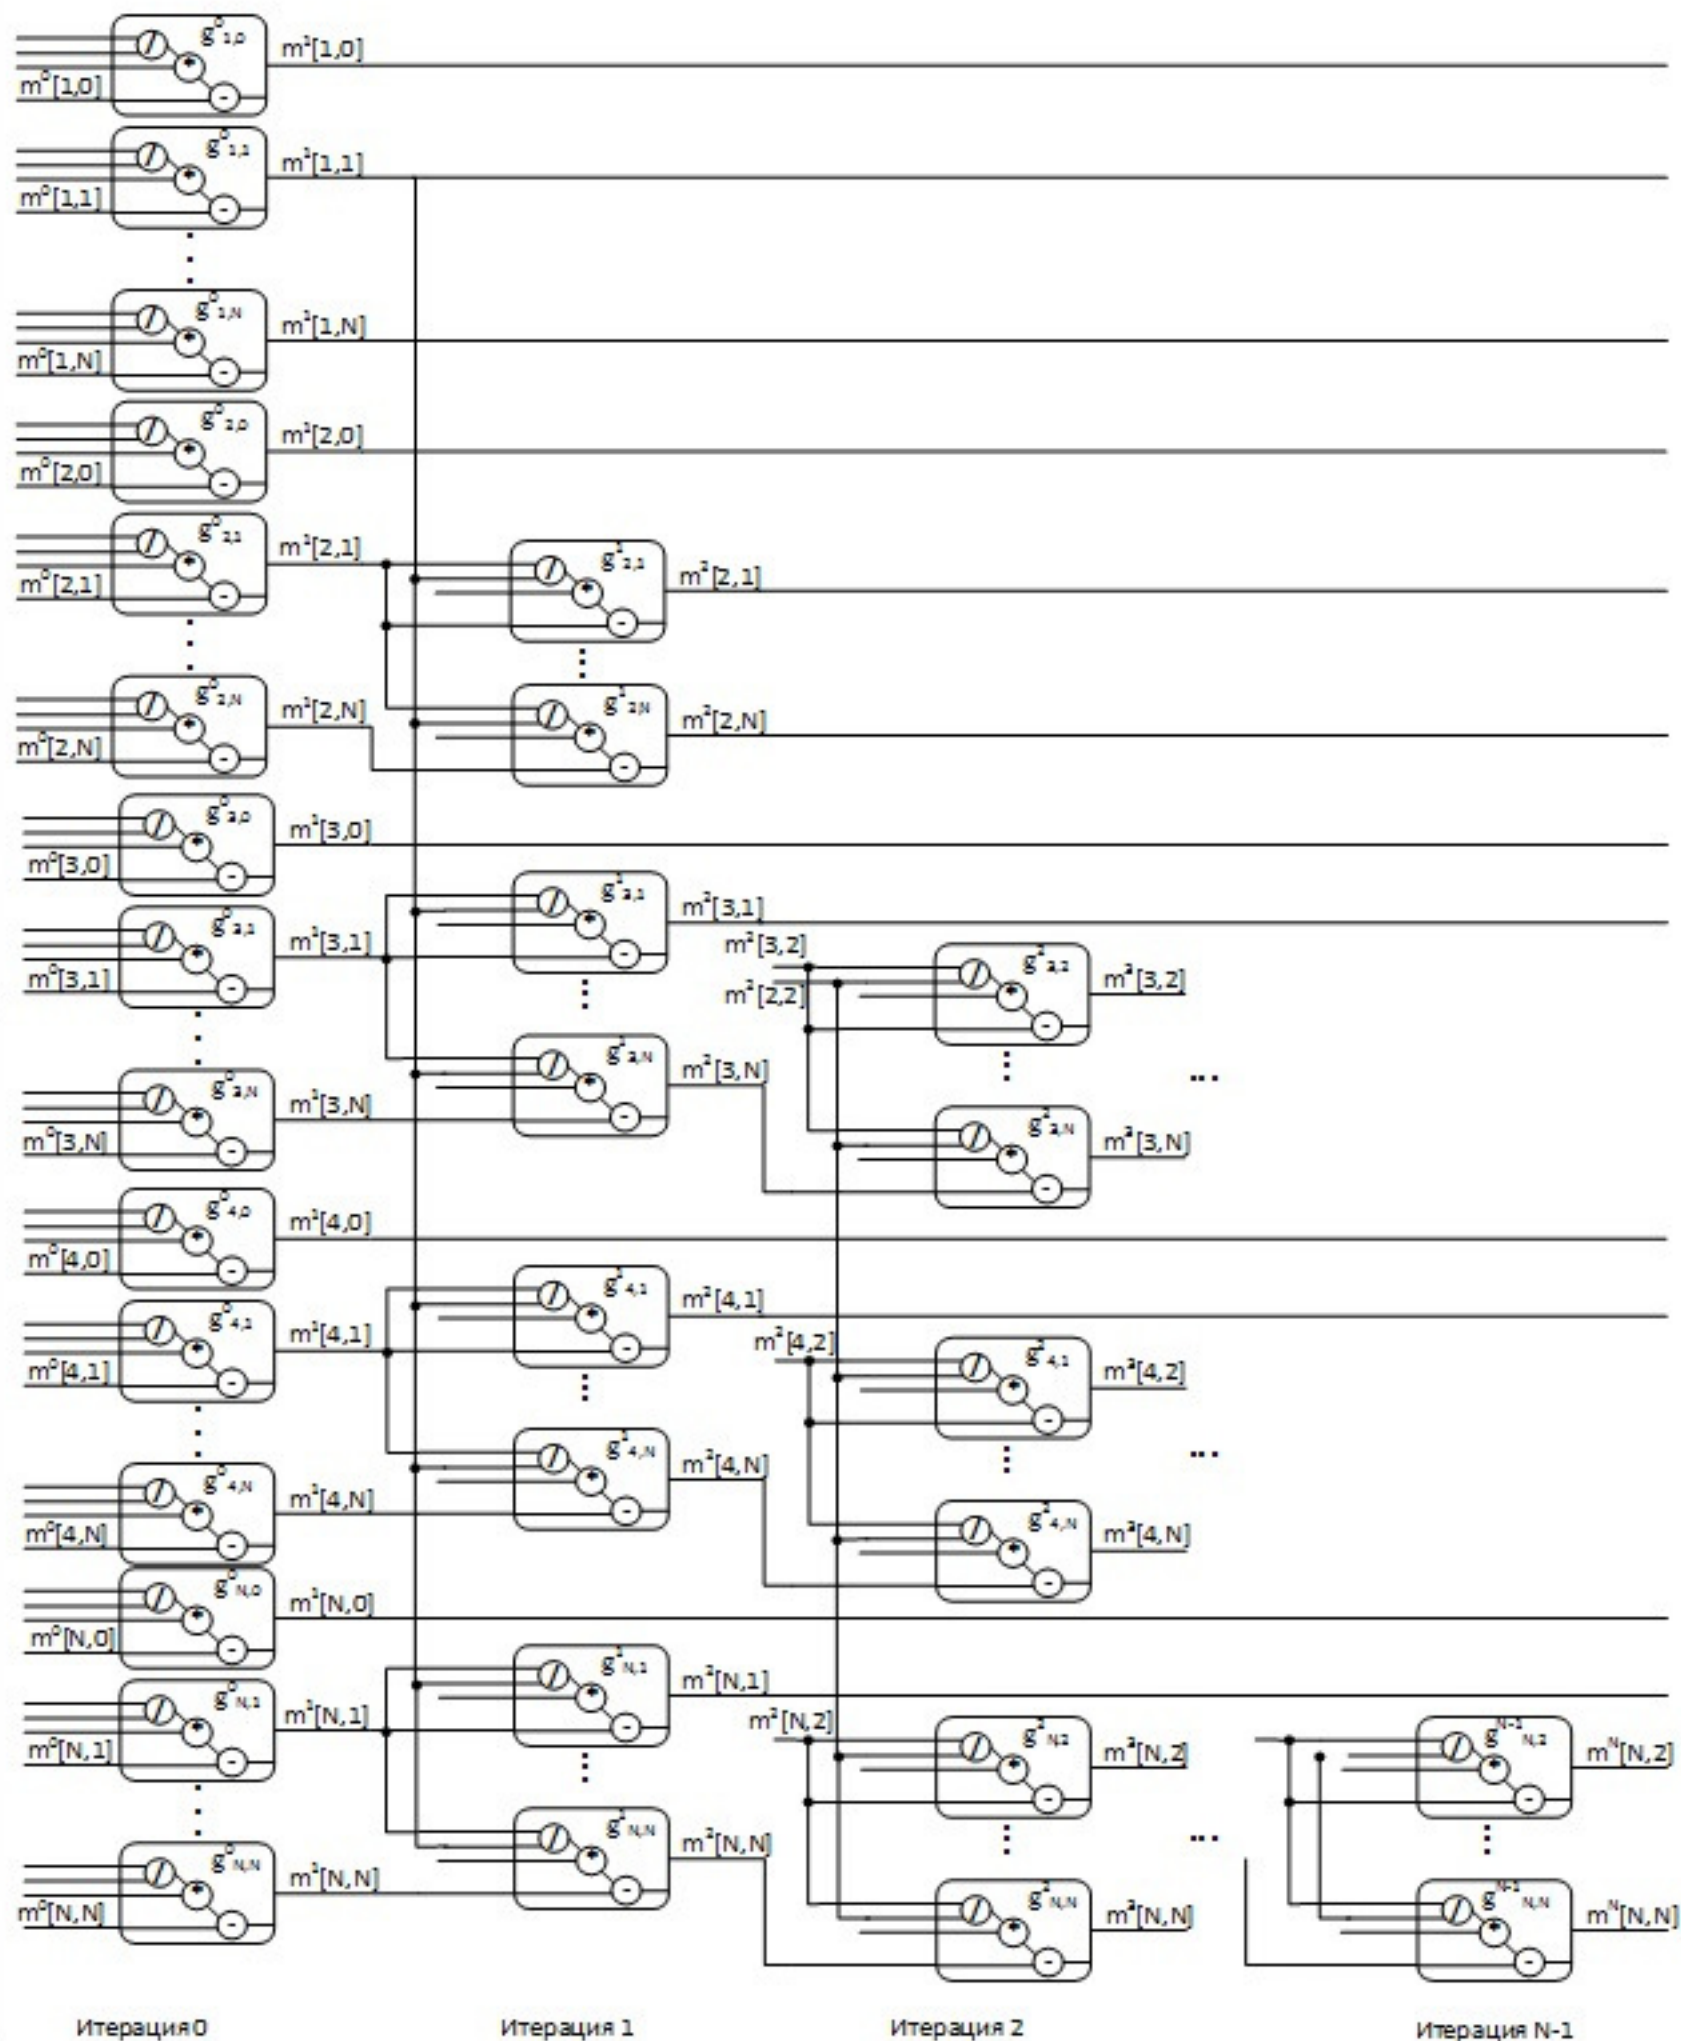 g⁰₁,₀
m¹[1,0]
m⁰[1,0]
g⁰₁,₁
m¹[1,1]
m⁰[1,1]
g⁰₁,N
m¹[1,N]
m⁰[1,N]
g⁰₂,₀
m¹[2,0]
m⁰[2,0]
g⁰₂,₁
m¹[2,1]
m⁰[2,1]
g¹₂,₁
m²[2,1]
g⁰₂,N
m¹[2,N]
m⁰[2,N]
g¹₂,N
m²[2,N]
g⁰₃,₀
m¹[3,0]
m⁰[3,0]
g⁰₃,₁
m¹[3,1]
m⁰[3,1]
g¹₃,₁
m²[3,1]
m²[3,2]
m²[2,2]
g²₃,₂
m³[3,2]
g⁰₃,N
m¹[3,N]
m⁰[3,N]
g¹₃,N
m²[3,N]
...
g²₃,N
m³[3,N]
g⁰₄,₀
m¹[4,0]
m⁰[4,0]
g⁰₄,₁
m¹[4,1]
m⁰[4,1]
g¹₄,₁
m²[4,1]
m²[4,2]
g²₄,₁
m³[4,2]
g⁰₄,N
m¹[4,N]
m⁰[4,N]
g¹₄,N
m²[4,N]
...
g²₄,N
m³[4,N]
g⁰N,₀
m¹[N,0]
m⁰[N,0]
g⁰N,₁
m¹[N,1]
m⁰[N,1]
g¹N,₁
m²[N,1]
m²[N,2]
g²N,₂
m³[N,2]
gᴺ⁻¹N,₂
mᴺ[N,2]
g⁰N,N
m¹[N,N]
m⁰[N,N]
g¹N,N
m²[N,N]
...
g²N,N
m³[N,N]
gᴺ⁻¹N,N
mᴺ[N,N]
Итерация 0
Итерация 1
Итерация 2
Итерация N-1